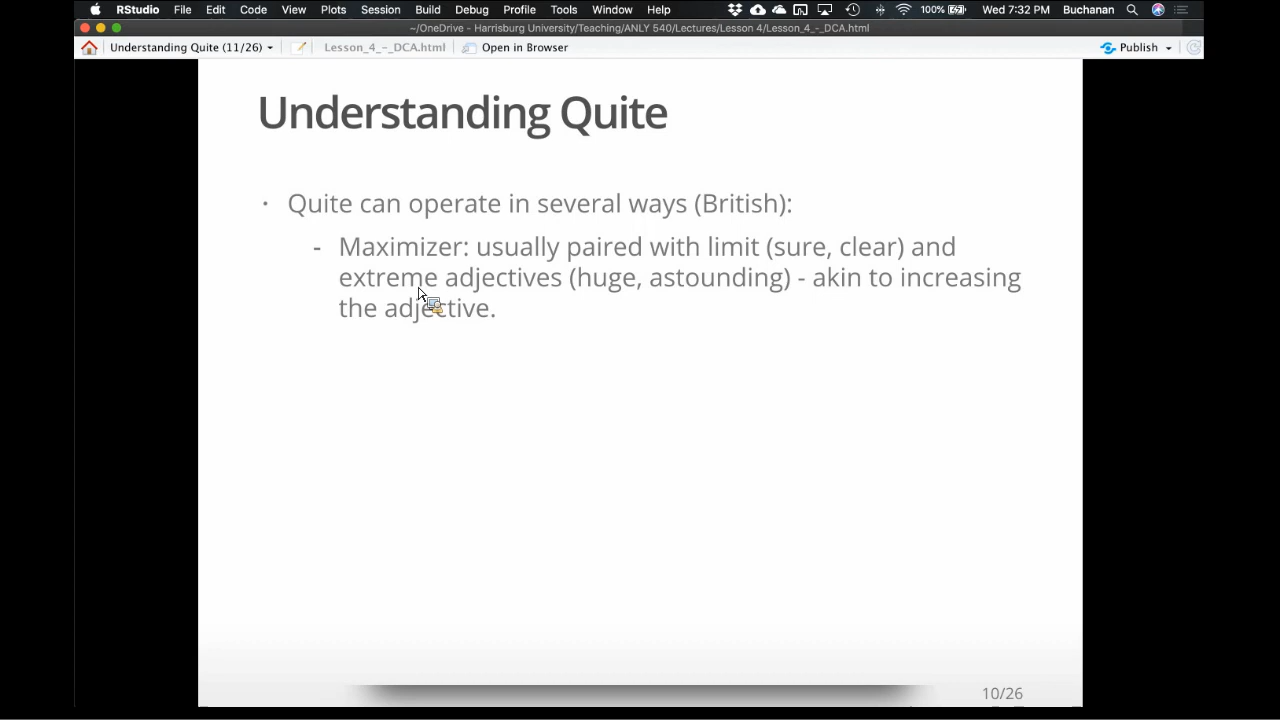 RStudio File Edit Code View Plots Session Build Debug Profile Tools Window Help 100% Wed 7:32 PM Buchanan
~/OneDrive - Harrisburg University/Teaching/ANLY 540/Lectures/Lesson 4/Lesson_4_-_DCA.html
Understanding Quite (11/26) Lesson_4_-_DCA.html Open in Browser Publish
Understanding Quite
· Quite can operate in several ways (British):
- Maximizer: usually paired with limit (sure, clear) and
extreme adjectives (huge, astounding) - akin to increasing
the adjective.
10/26